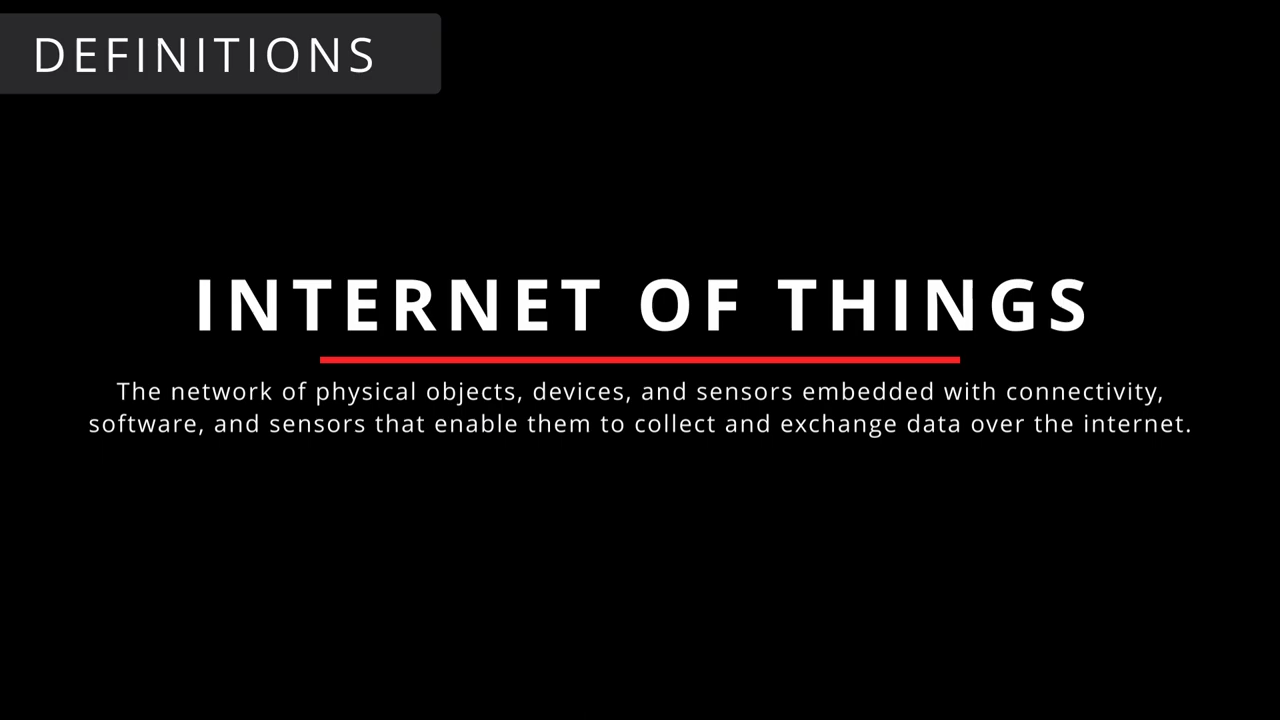 DEFINITIONS
INTERNET OF THINGS
The network of physical objects, devices, and sensors embedded with connectivity,
software, and sensors that enable them to collect and exchange data over the internet.